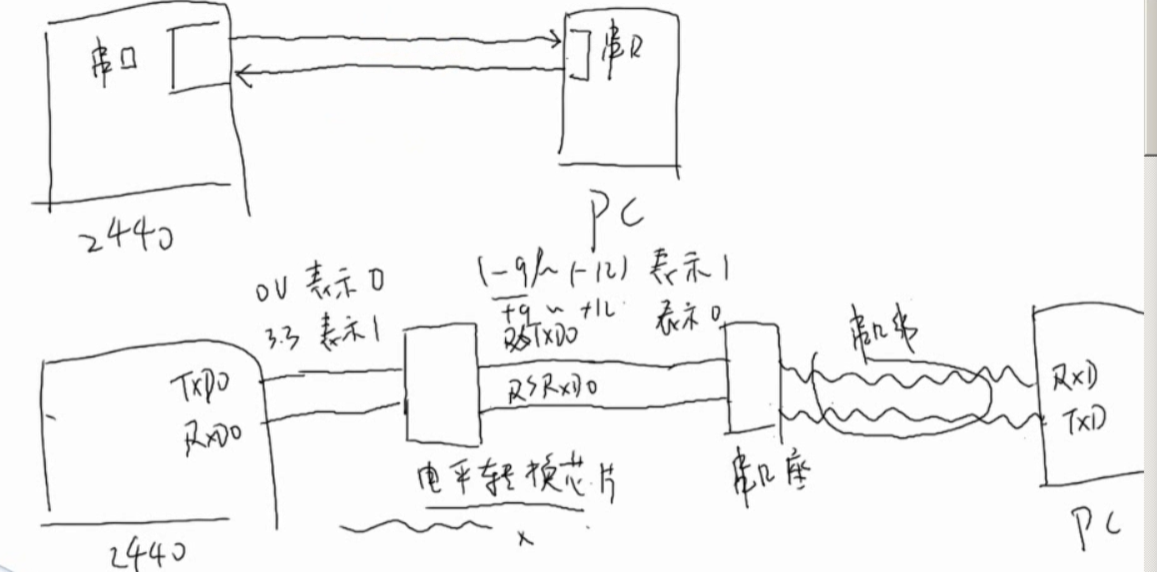 串口
串口
2440
PC
0V 表示 0
3.3 表示 1
(-9 ~ (-12) 表示 1
+9 ~ +12 表示 0
RSTXD0
RSRXD0
TXD0
RXD0
电平转换芯片
串口座
串口线
RXD
TXD
2440
x
PC